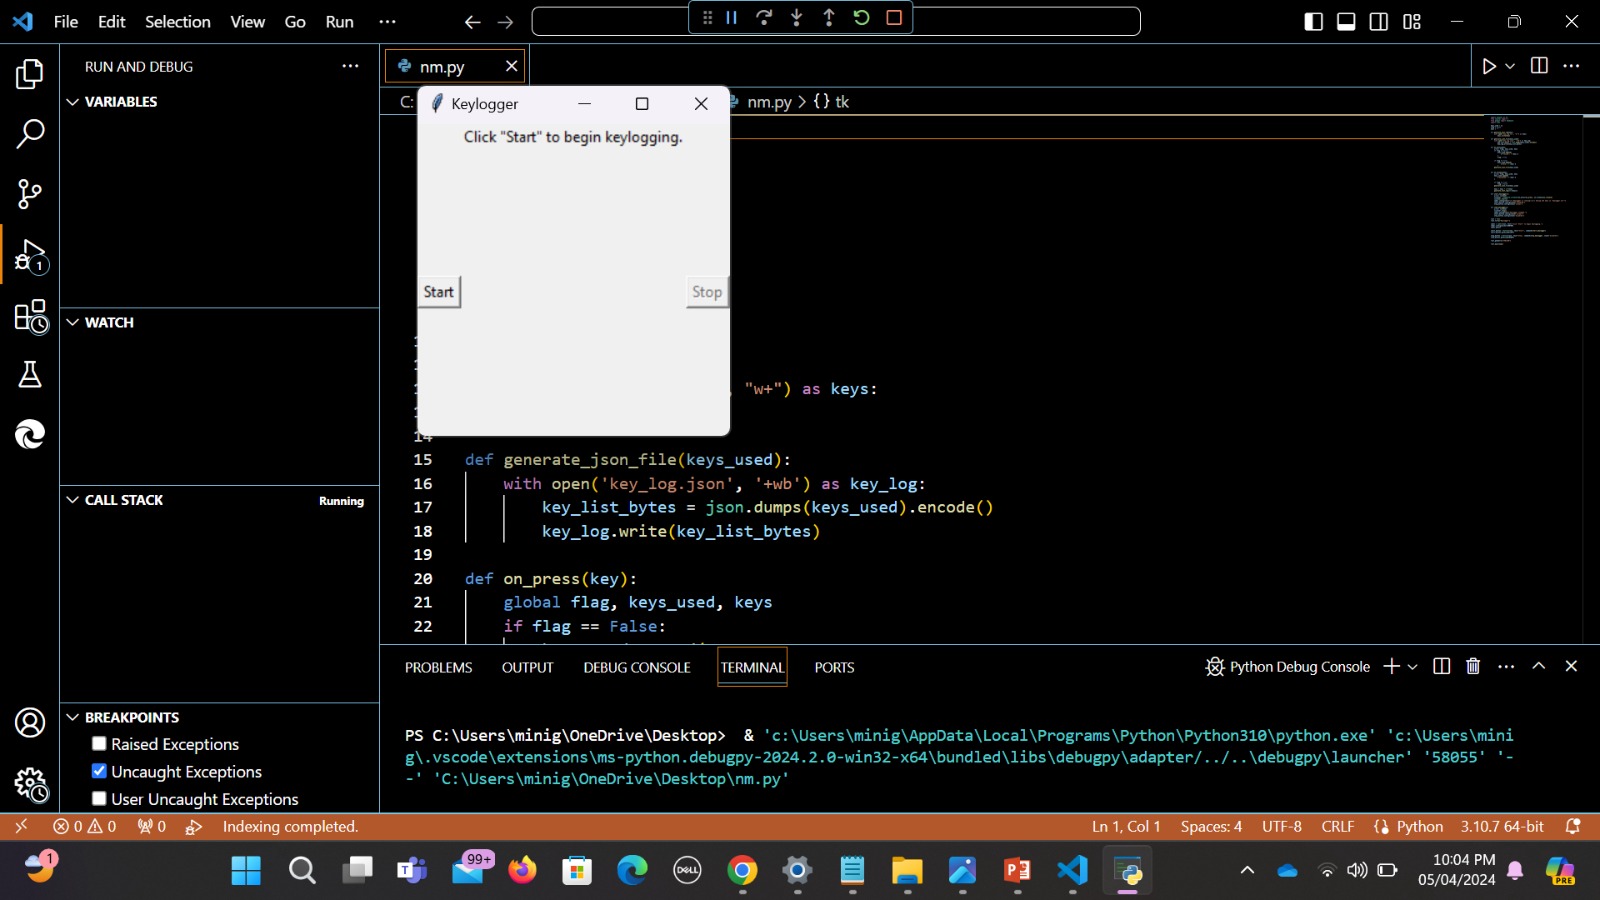 File Edit Selection View Go Run ···
RUN AND DEBUG ···
VARIABLES
WATCH
CALL STACK Running
BREAKPOINTS
Raised Exceptions
Uncaught Exceptions
User Uncaught Exceptions
1
nm.py
C: nm.py > {} tk
Keylogger
Click "Start" to begin keylogging.
Start Stop
"w+") as keys:
14
15 def generate_json_file(keys_used):
16 with open('key_log.json', '+wb') as key_log:
17 key_list_bytes = json.dumps(keys_used).encode()
18 key_log.write(key_list_bytes)
19
20 def on_press(key):
21 global flag, keys_used, keys
22 if flag == False:
PROBLEMS OUTPUT DEBUG CONSOLE TERMINAL PORTS
Python Debug Console
PS C:\Users\minig\OneDrive\Desktop> & 'c:\Users\minig\AppData\Local\Programs\Python\Python310\python.exe' 'c:\Users\mini
g\.vscode\extensions\ms-python.debugpy-2024.2.0-win32-x64\bundled\libs\debugpy\adapter/../..\debugpy\launcher' '58055' '-
-' 'C:\Users\minig\OneDrive\Desktop\nm.py'
0 0 0 Indexing completed.
Ln 1, Col 1 Spaces: 4 UTF-8 CRLF {} Python 3.10.7 64-bit
1
99+
DELL
10:04 PM
05/04/2024
PRE